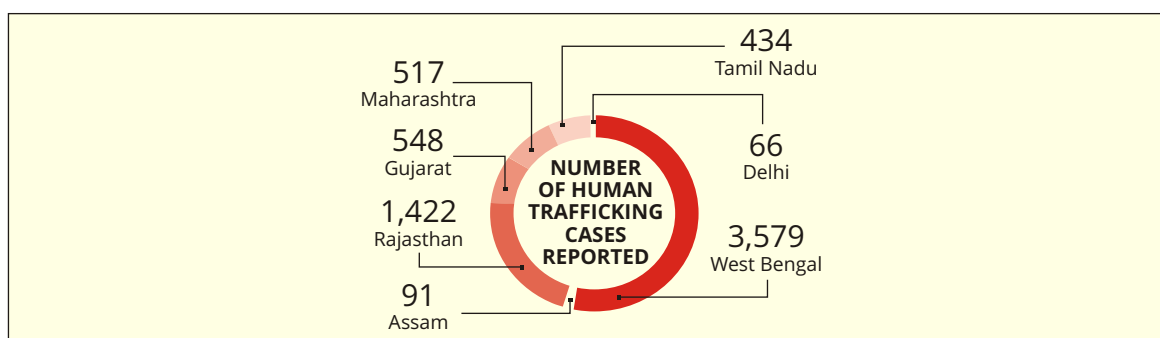 434
Tamil Nadu
517
Maharashtra
548
Gujarat
66
Delhi
NUMBER
OF HUMAN
TRAFFICKING
CASES
REPORTED
1,422
Rajasthan
3,579
West Bengal
91
Assam